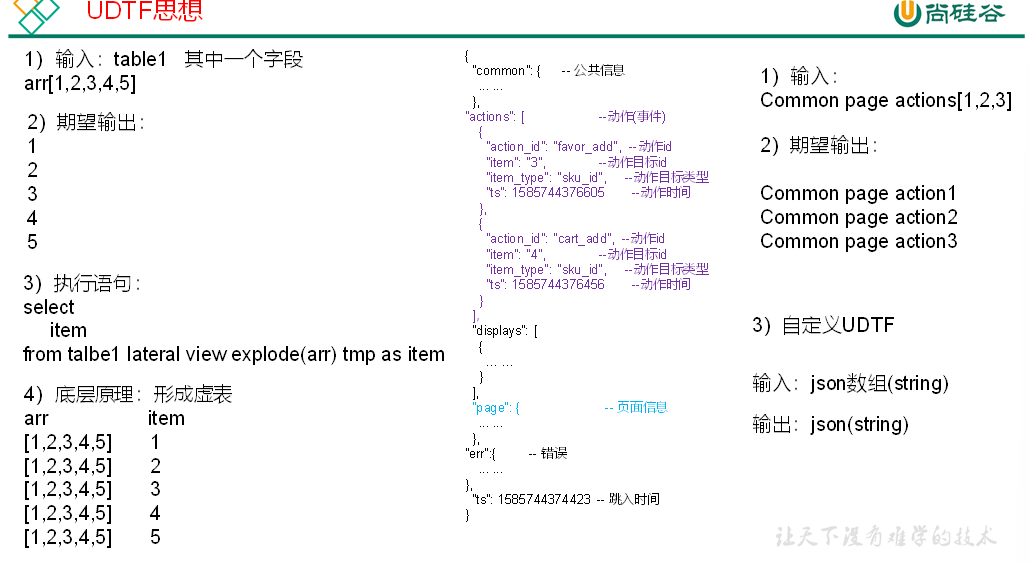 UDTF思想
尚硅谷
1）输入：table1 其中一个字段
arr[1,2,3,4,5]
2）期望输出：
1
2
3
4
5
3）执行语句：
select
item
from talbe1 lateral view explode(arr) tmp as item
4）底层原理：形成虚表
arr item
[1,2,3,4,5] 1
[1,2,3,4,5] 2
[1,2,3,4,5] 3
[1,2,3,4,5] 4
[1,2,3,4,5] 5
{
"common": { -- 公共信息
... ...
},
"actions": [ --动作(事件)
{
"action_id": "favor_add", --动作id
"item": "3", --动作目标id
"item_type": "sku_id", --动作目标类型
"ts": 1585744376605 --动作时间
},
{
"action_id": "cart_add", --动作id
"item": "4", --动作目标id
"item_type": "sku_id", --动作目标类型
"ts": 1585744376456 --动作时间
}
],
"displays": [
{
... ...
}
],
"page": { -- 页面信息
... ...
},
"err":{ -- 错误
... ...
},
"ts": 1585744374423 -- 跳入时间
}
1）输入：
Common page actions[1,2,3]
2）期望输出：
Common page action1
Common page action2
Common page action3
3）自定义UDTF
输入：json数组(string)
输出：json(string)
让天下没有难学的技术